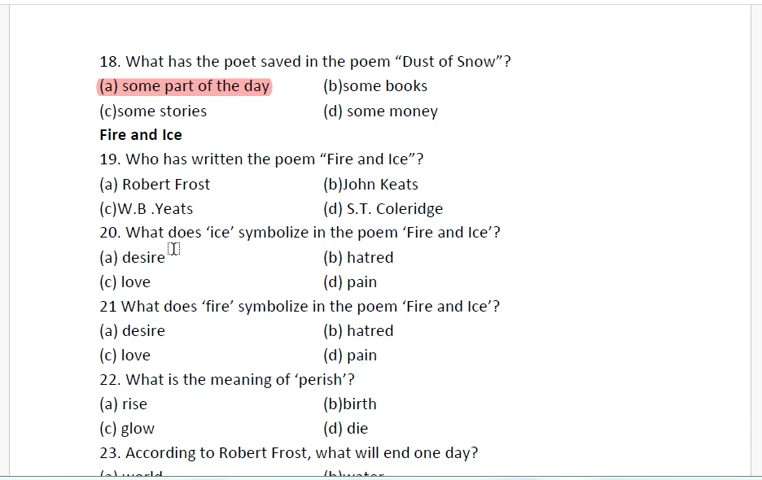 18. What has the poet saved in the poem “Dust of Snow”?
(a) some part of the day (b)some books
(c)some stories (d) some money
Fire and Ice
19. Who has written the poem “Fire and Ice”?
(a) Robert Frost (b)John Keats
(c)W.B .Yeats (d) S.T. Coleridge
20. What does ‘ice’ symbolize in the poem ‘Fire and Ice’?
(a) desire (b) hatred
(c) love (d) pain
21 What does ‘fire’ symbolize in the poem ‘Fire and Ice’?
(a) desire (b) hatred
(c) love (d) pain
22. What is the meaning of ‘perish’?
(a) rise (b)birth
(c) glow (d) die
23. According to Robert Frost, what will end one day?
(a) world (b)water